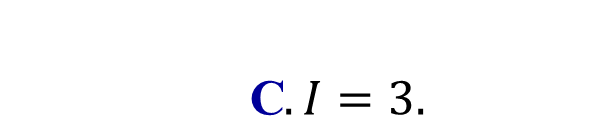 C. I = 3.